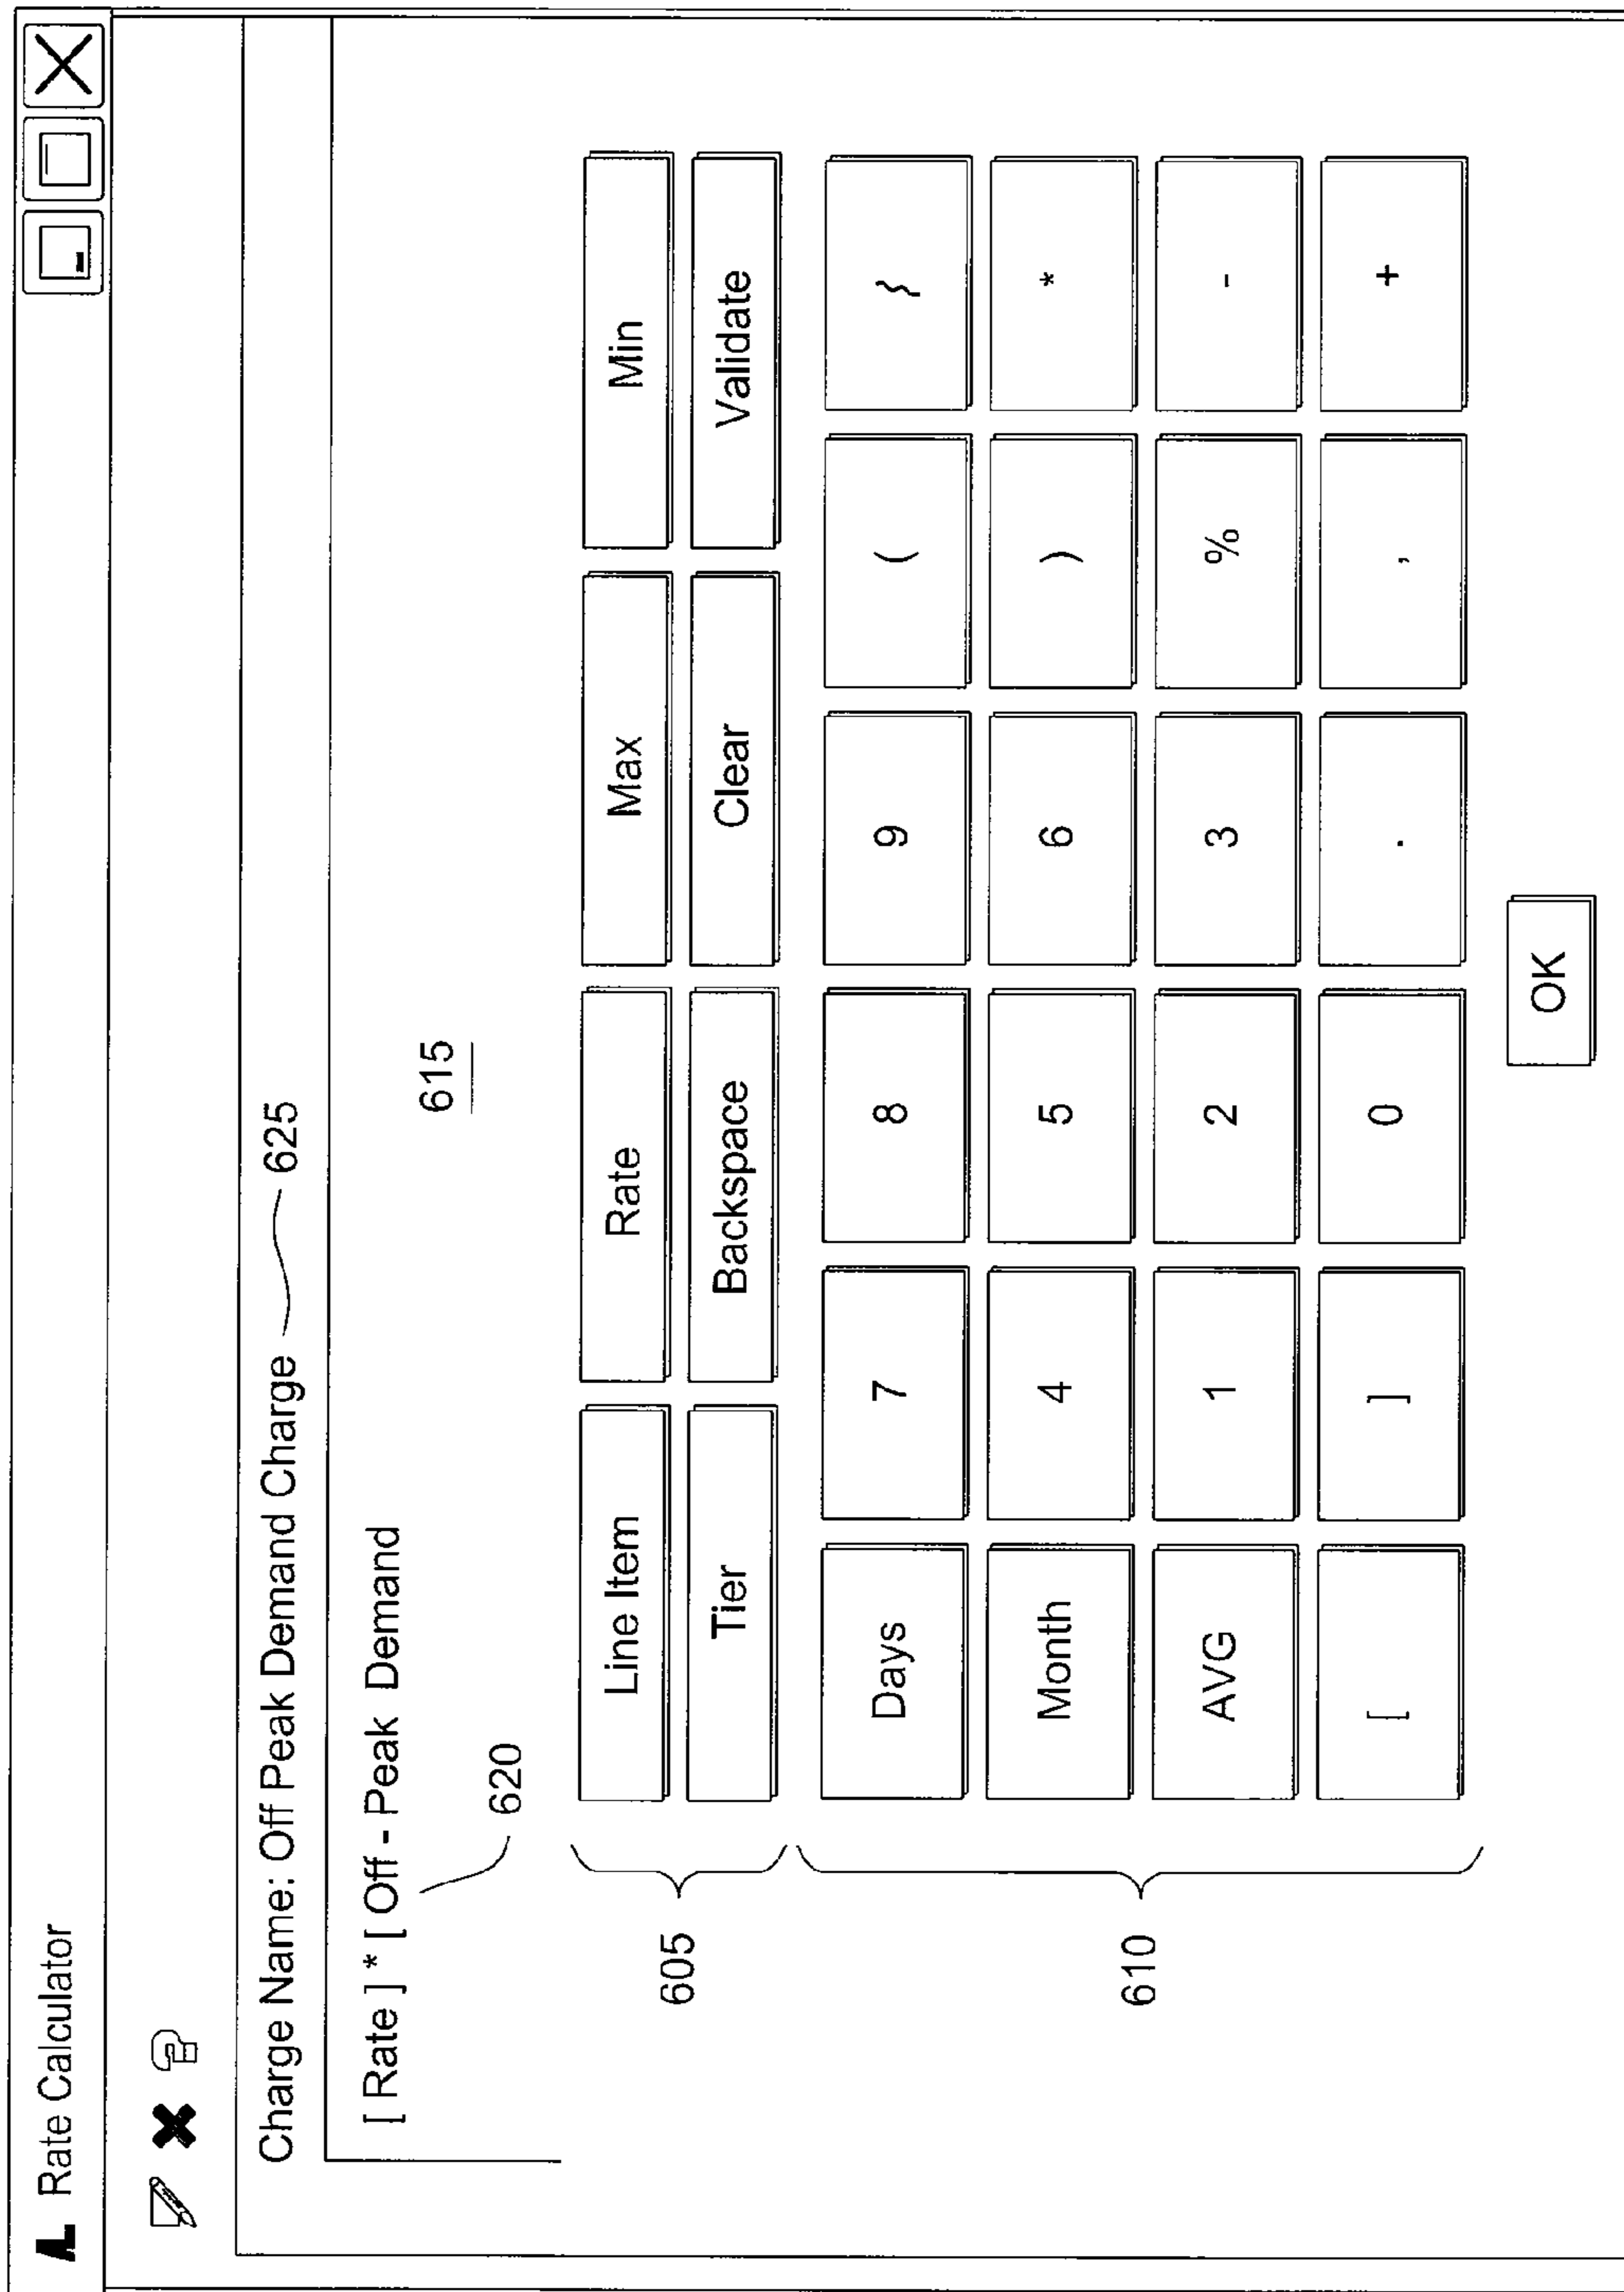 Rate Calculator
Charge Name: Off Peak Demand Charge 625
[ Rate ] * [ Off - Peak Demand
620
615
605
Line Item Rate Max Min
Tier Backspace Clear Validate
610
Days 7 8 9 ( }
Month 4 5 6 ) *
AVG 1 2 3 % -
[ ] 0 . , +
OK